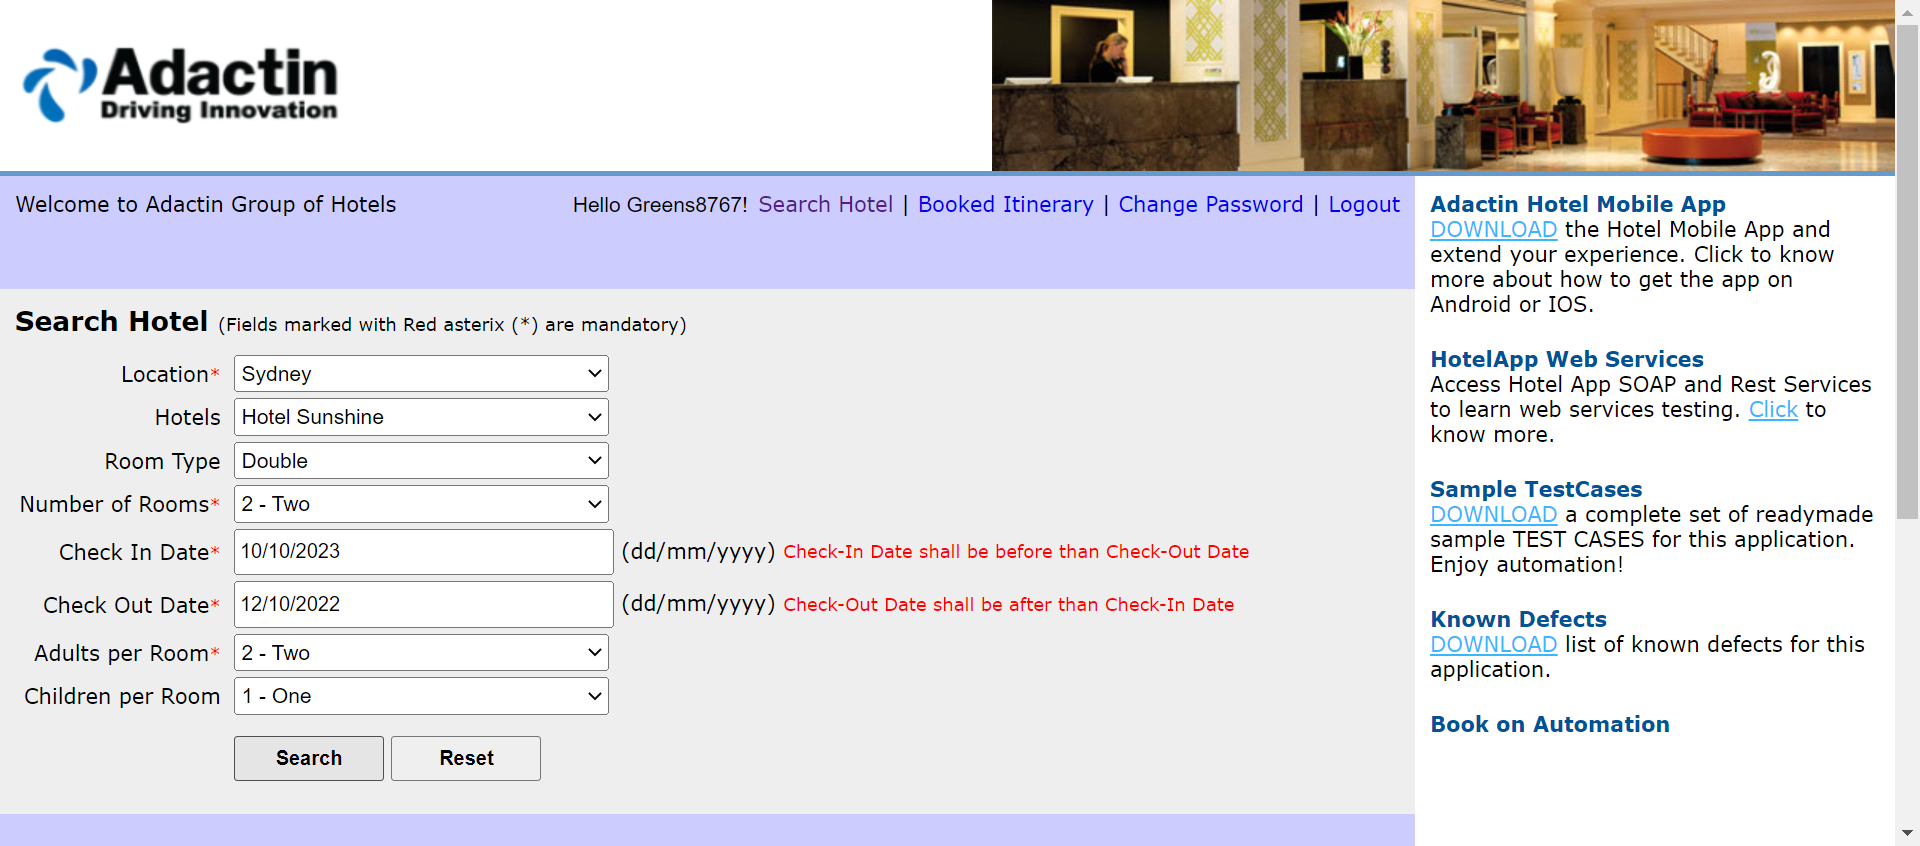 Adactin
Driving Innovation
Welcome to Adactin Group of Hotels
Hello Greens8767! Search Hotel | Booked Itinerary | Change Password | Logout
Search Hotel (Fields marked with Red asterix (*) are mandatory)
Location* Sydney
Hotels Hotel Sunshine
Room Type Double
Number of Rooms* 2 - Two
Check In Date* 10/10/2023 (dd/mm/yyyy) Check-In Date shall be before than Check-Out Date
Check Out Date* 12/10/2022 (dd/mm/yyyy) Check-Out Date shall be after than Check-In Date
Adults per Room* 2 - Two
Children per Room 1 - One
Search Reset
Adactin Hotel Mobile App
DOWNLOAD the Hotel Mobile App and
extend your experience. Click to know
more about how to get the app on
Android or IOS.
HotelApp Web Services
Access Hotel App SOAP and Rest Services
to learn web services testing. Click to
know more.
Sample TestCases
DOWNLOAD a complete set of readymade
sample TEST CASES for this application.
Enjoy automation!
Known Defects
DOWNLOAD list of known defects for this
application.
Book on Automation